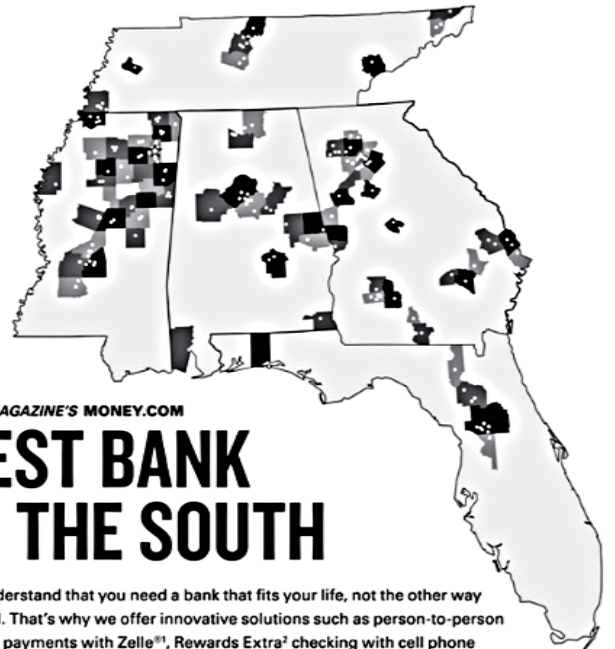 AGAZINE'S MONEY.COM
EST BANK
THE SOUTH
derstand that you need a bank that fits your life, not the other way
. That's why we offer innovative solutions such as person-to-person
payments with Zelle®¹, Rewards Extra² checking with cell phone